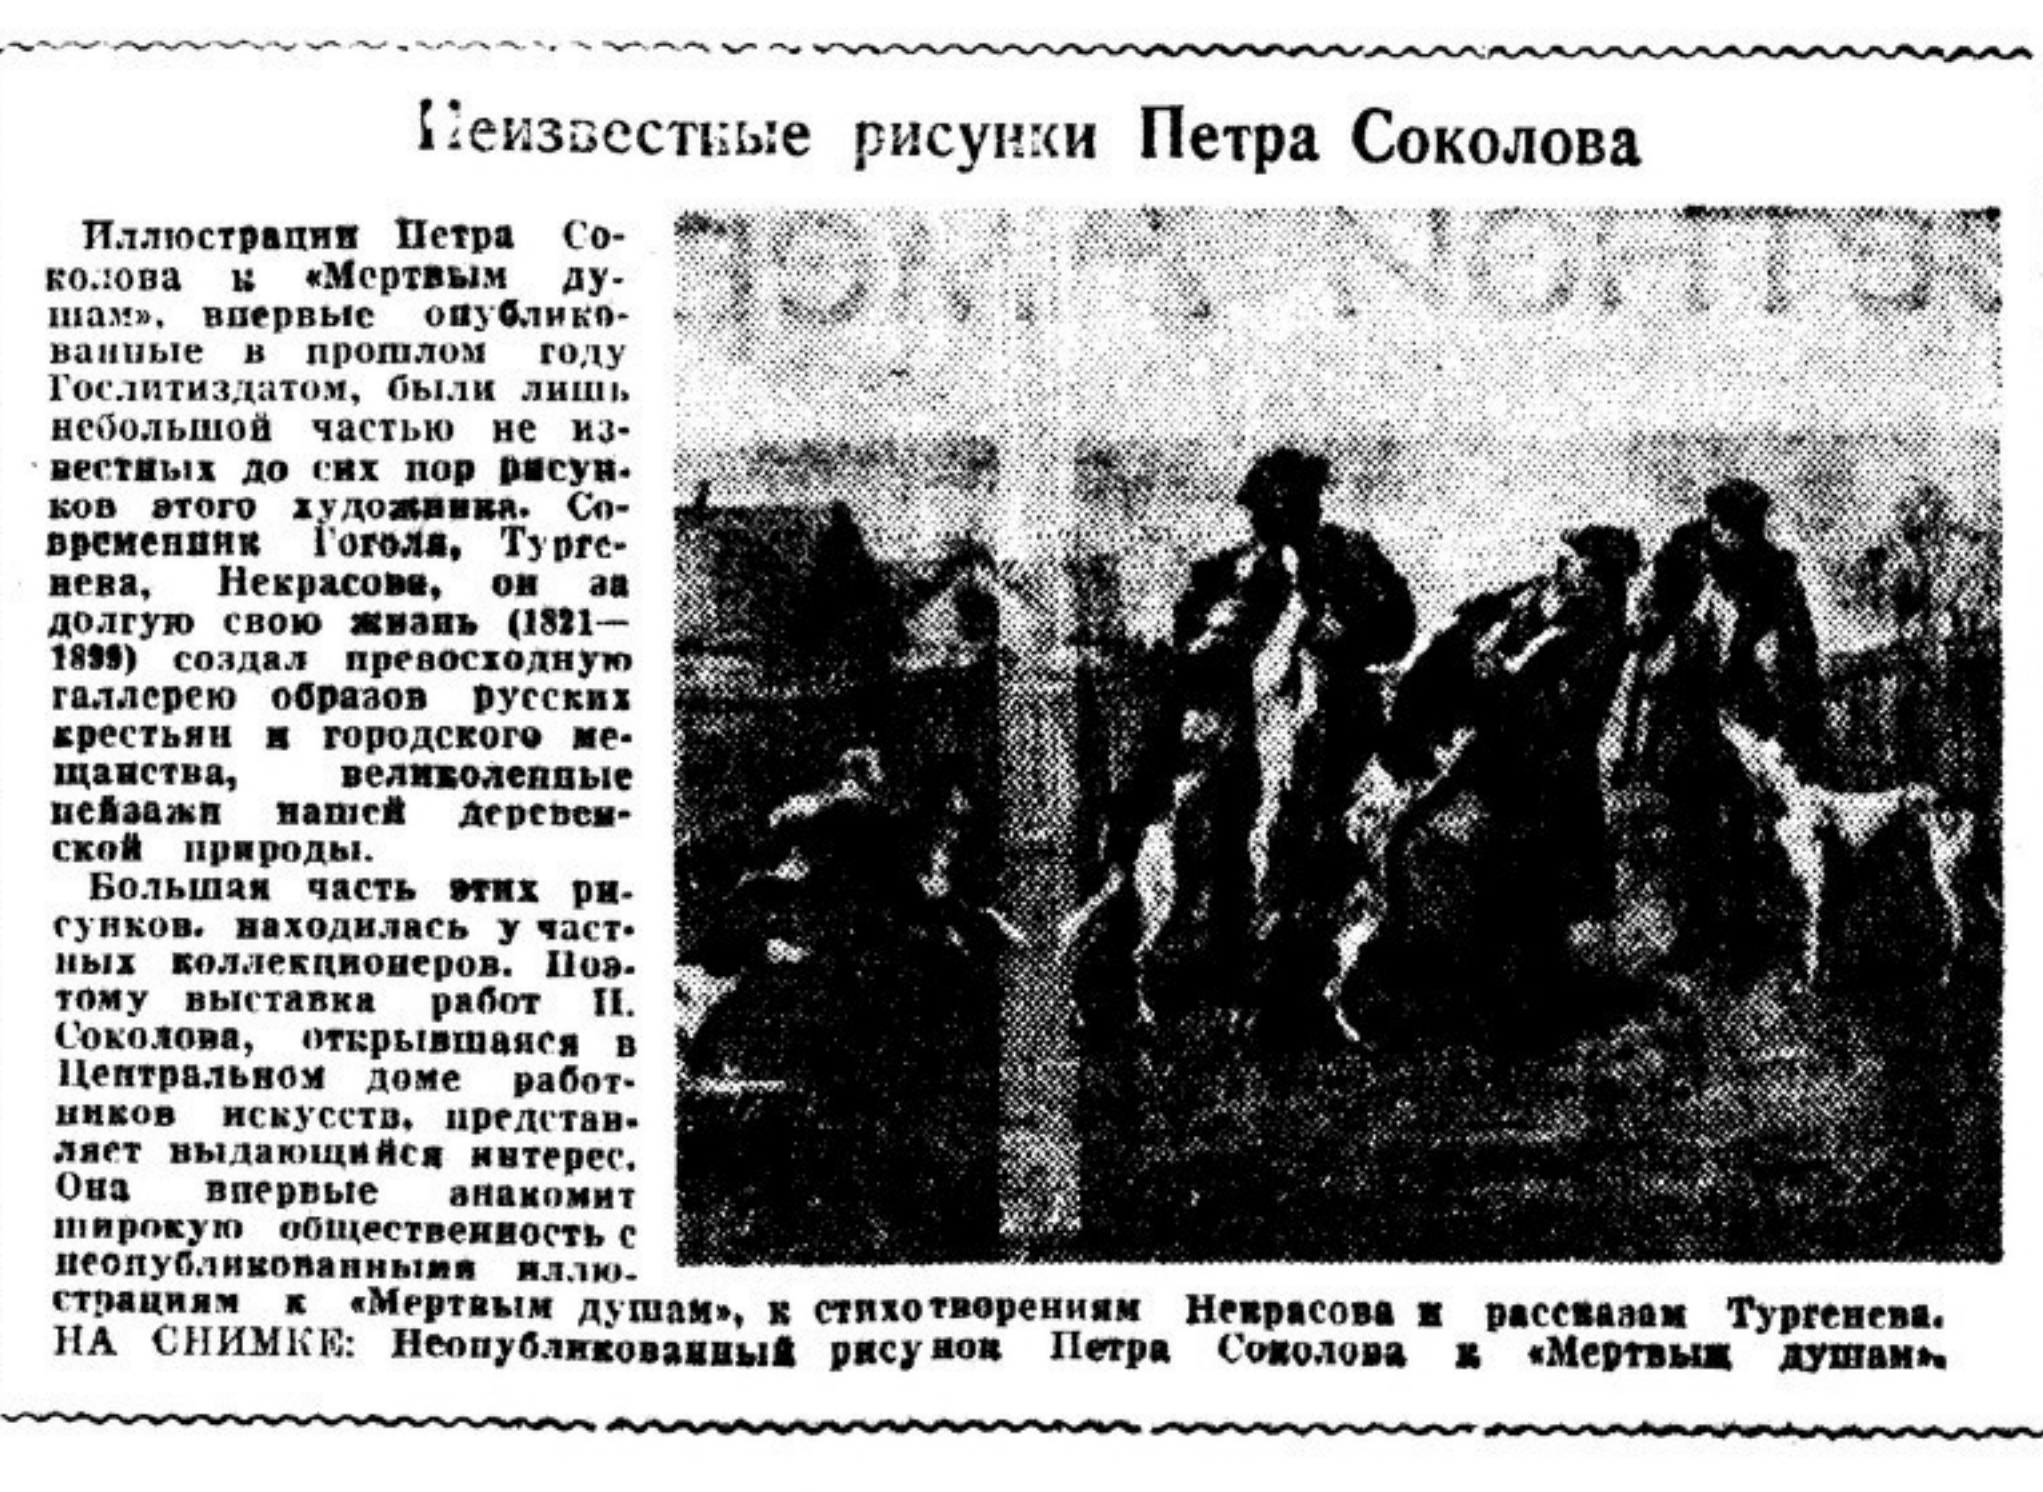 Неизвестные рисунки Петра Соколова
Иллюстрации Петра Со-
колова к «Мертвым ду-
шам», впервые опублико-
ванные в прошлом году
Гослитиздатом, были лишь
небольшой частью не из-
вестных до сих пор рисун-
ков этого художника. Со-
временник Гоголя, Турге-
нева, Некрасова, он за
долгую свою жизнь (1821—
1899) создал превосходную
галлерею образов русских
крестьян и городского ме-
щанства, великолепные
пейзажи нашей деревен-
ской природы.
Большая часть этих ри-
сунков. находилась у част-
ных коллекционеров. Поэ-
тому выставка работ П.
Соколова, открывшаяся в
Центральном доме работ-
ников искусств, представ-
ляет выдающийся интерес.
Она впервые знакомит
широкую общественность с
неопубликованными иллю-
страциям к «Мертвым душам», к стихотворениям Некрасова и рассказам Тургенева.
НА СНИМКЕ: Неопубликованный рисунок Петра Соколова к «Мертвым душам».